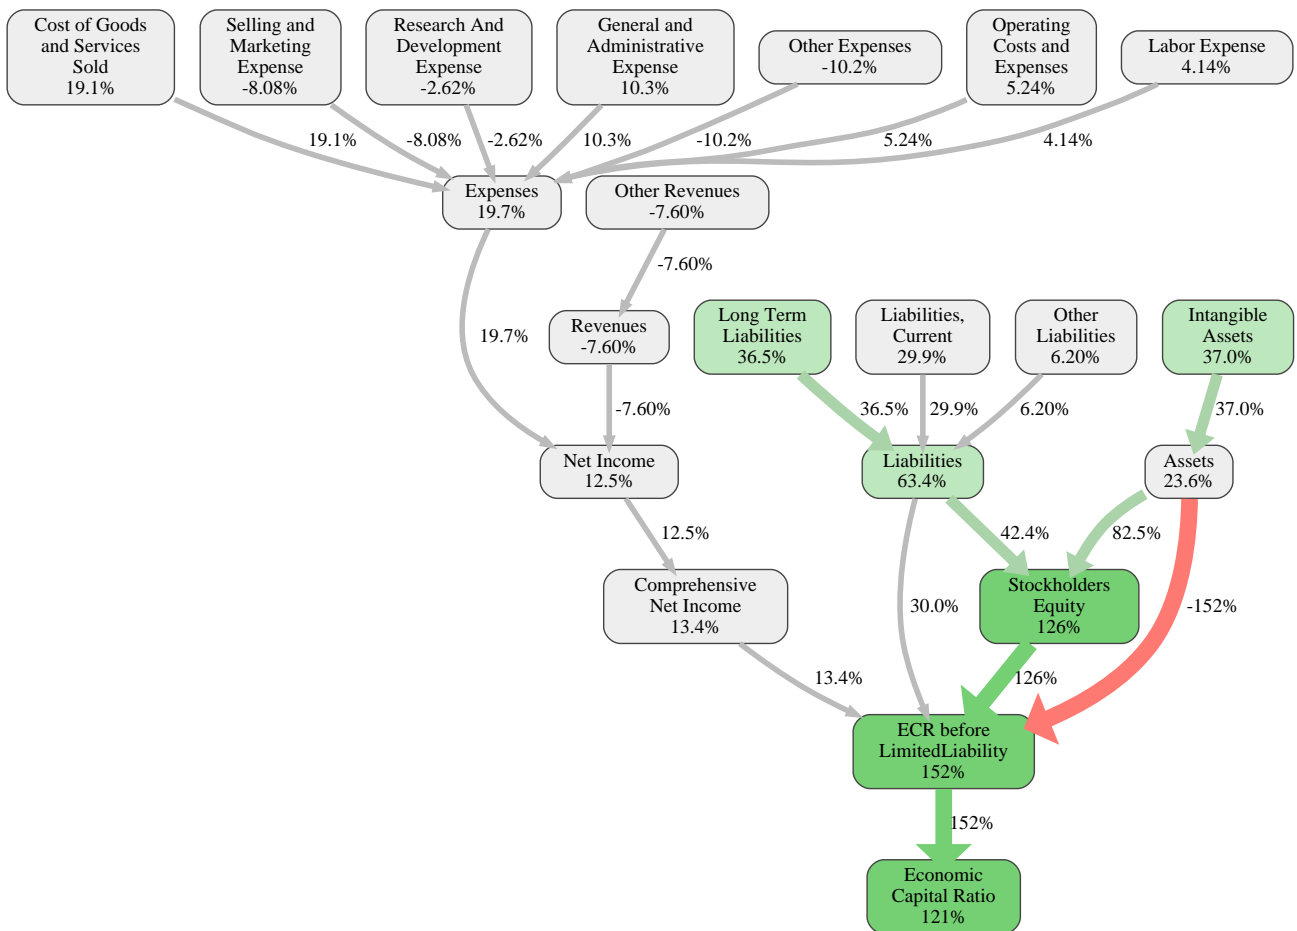 Cost of Goods
and Services
Sold
19.1%
Selling and
Marketing
Expense
-8.08%
Research And
Development
Expense
-2.62%
General and
Administrative
Expense
10.3%
Other Expenses
-10.2%
Operating
Costs and
Expenses
5.24%
Labor Expense
4.14%
19.1%
-8.08%
-2.62%
10.3%
-10.2%
5.24%
4.14%
Expenses
19.7%
Other Revenues
-7.60%
-7.60%
19.7%
Revenues
-7.60%
Long Term
Liabilities
36.5%
Liabilities,
Current
29.9%
Other
Liabilities
6.20%
Intangible
Assets
37.0%
-7.60%
36.5%
29.9%
6.20%
37.0%
Net Income
12.5%
Liabilities
63.4%
Assets
23.6%
12.5%
42.4%
82.5%
Comprehensive
Net Income
13.4%
30.0%
Stockholders
Equity
126%
-152%
13.4%
126%
ECR before
LimitedLiability
152%
152%
Economic
Capital Ratio
121%